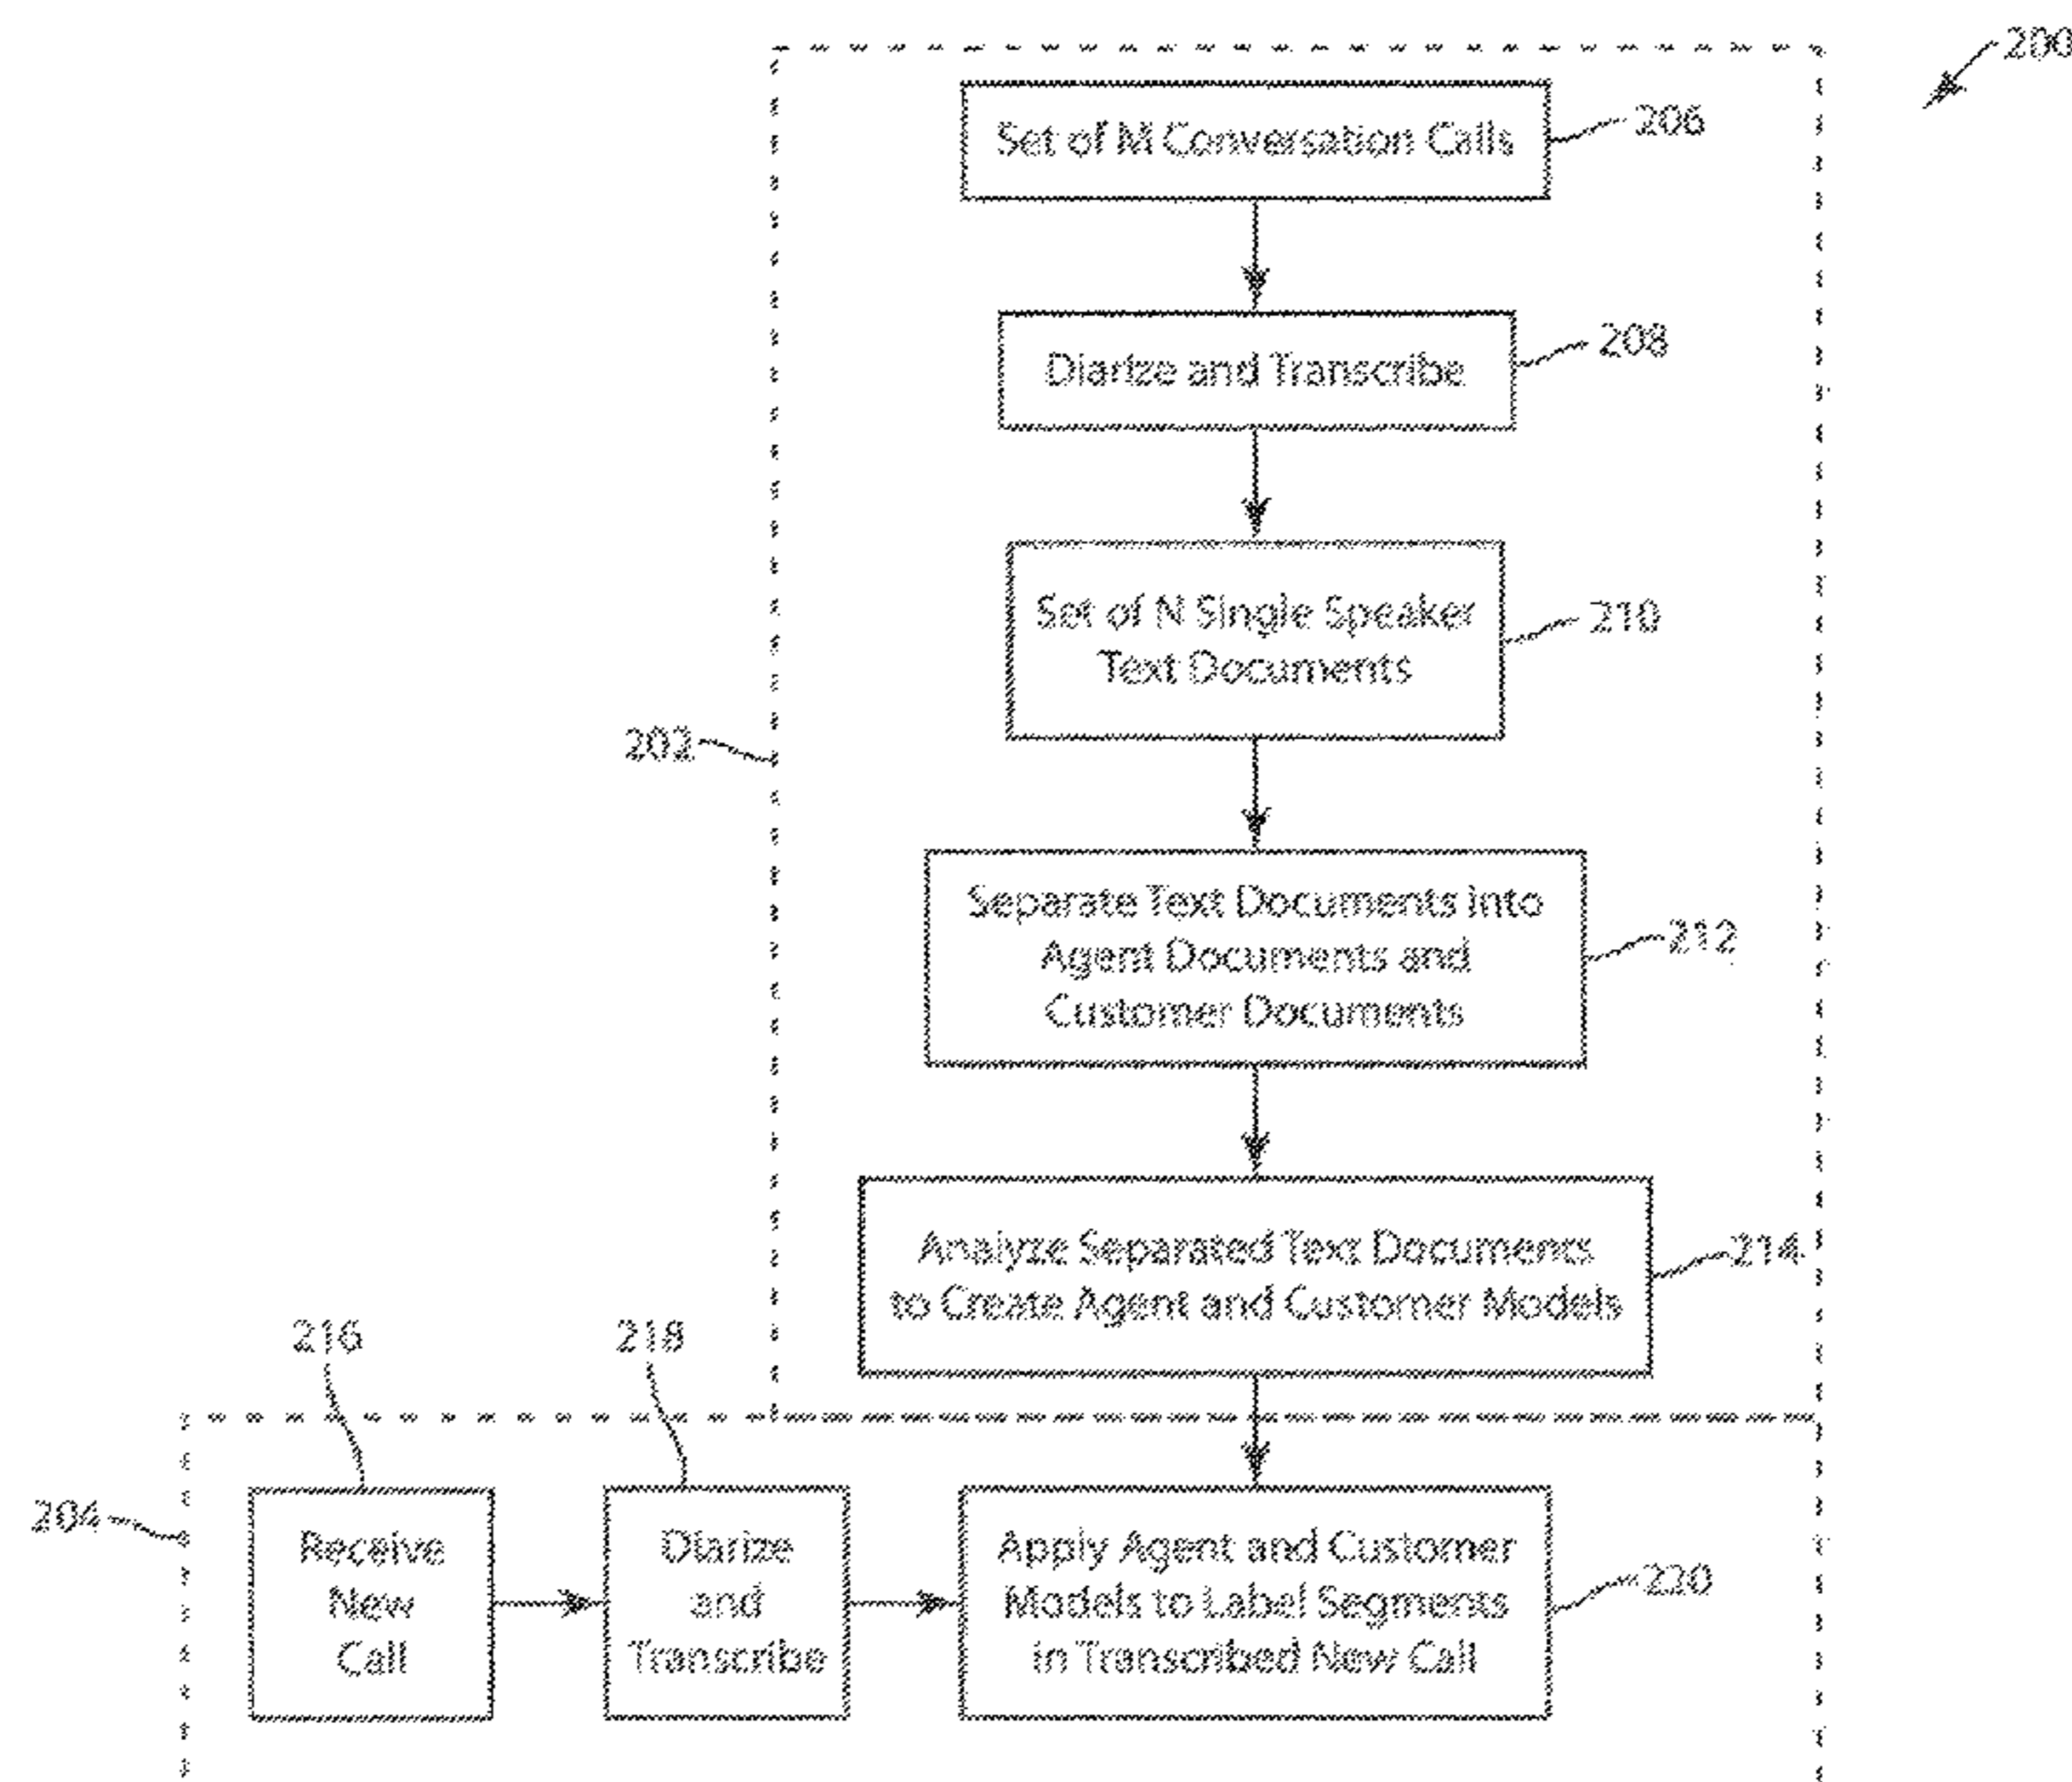 200
Set of M Conversation Calls
206
Diarize and Transcribe
208
Set of N Single Speaker
Text Documents
210
202
Separate Text Documents into
Agent Documents and
Customer Documents
212
Analyze Separated Text Documents
to Create Agent and Customer Models
214
216
218
204
Receive
New
Call
Diarize
and
Transcribe
Apply Agent and Customer
Models to Label Segments
in Transcribed New Call
220